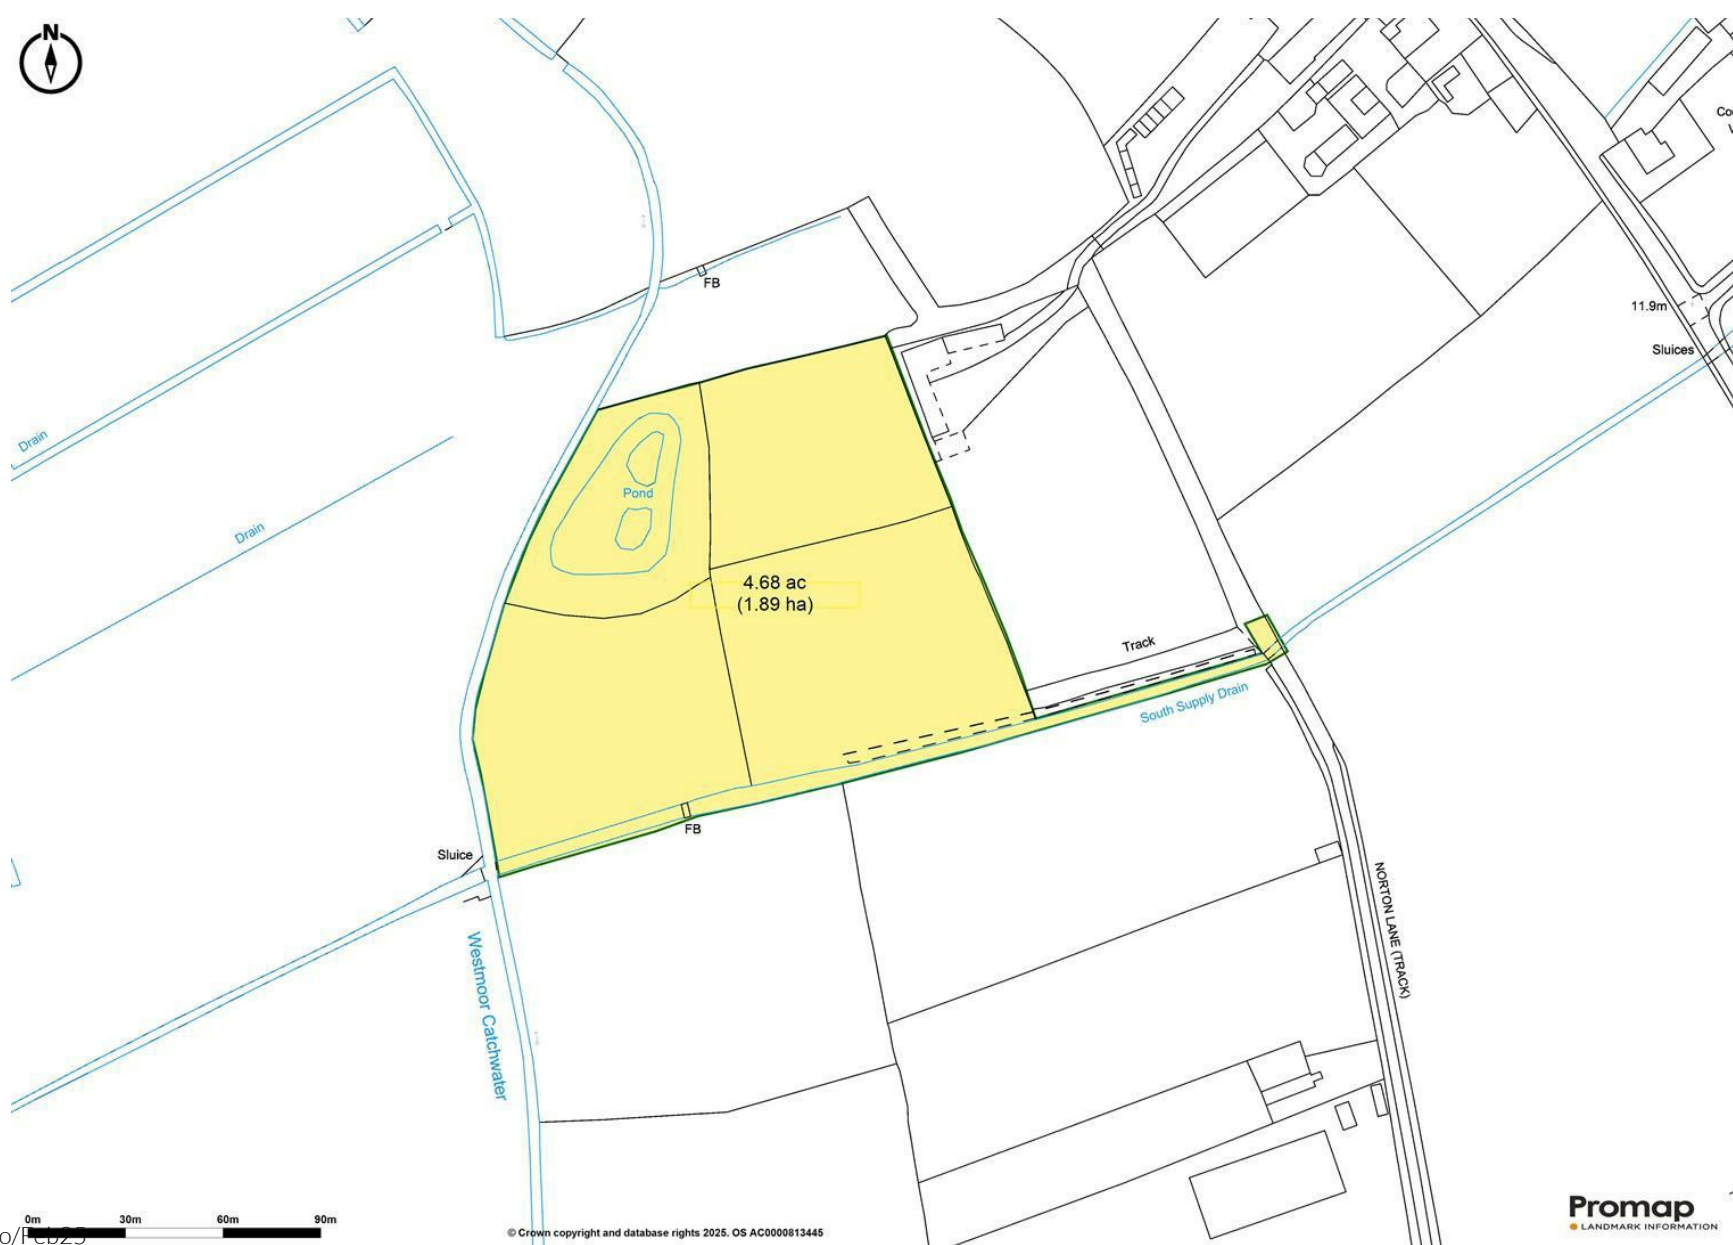 N
Co
FB
11.9m
Sluices
Drain
Pond
Drain
4.68 ac
(1.89 ha)
Track
South Supply Drain
FB
Sluice
NORTON LANE (TRACK)
Westmoor Catchwater
0m 30m 60m 90m
o/Feb25
© Crown copyright and database rights 2025. OS AC0000813445
Promap
LANDMARK INFORMATION